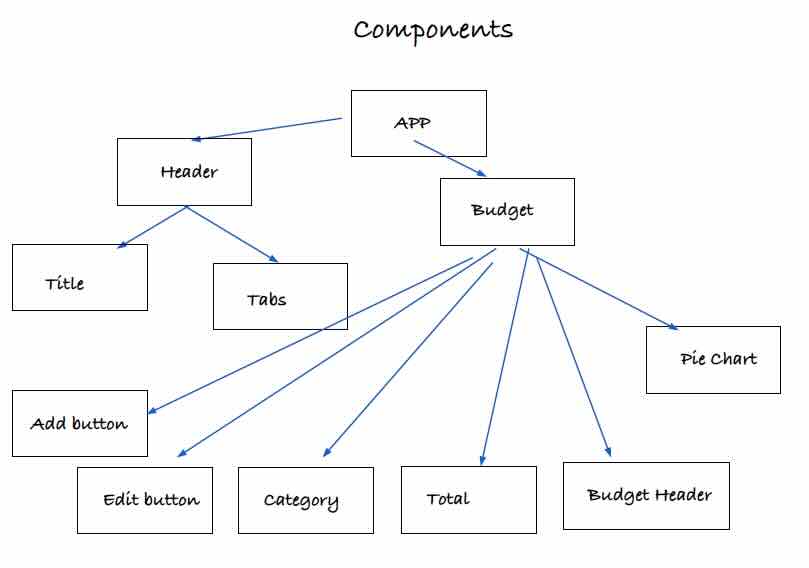 Components
APP
Header
Budget
Title
Tabs
Pie Chart
Add button
Edit button
Category
Total
Budget Header